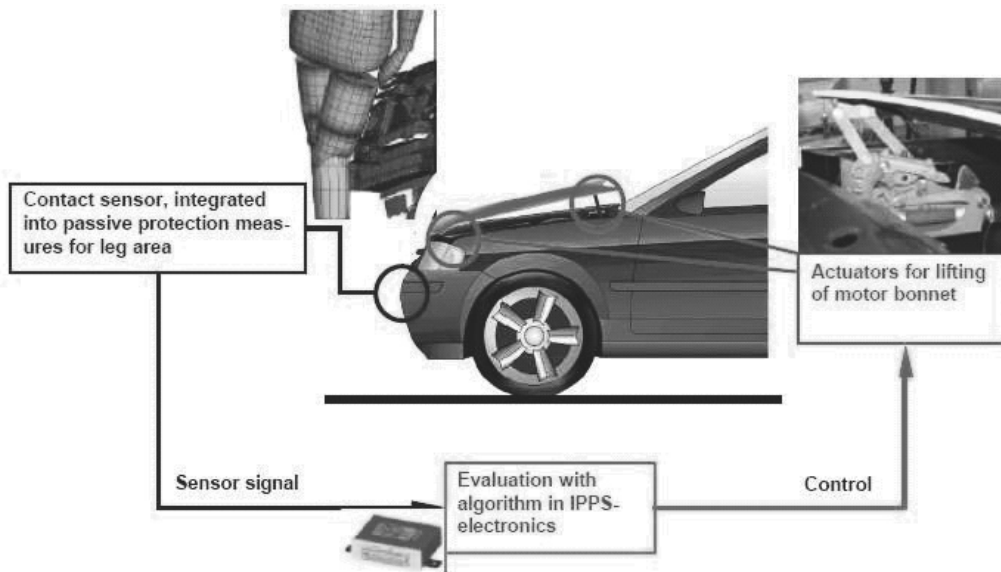 Contact sensor, integrated
into passive protection meas-
ures for leg area
Actuators for lifting
of motor bonnet
Sensor signal
Evaluation with
algorithm in IPPS-
electronics
Control